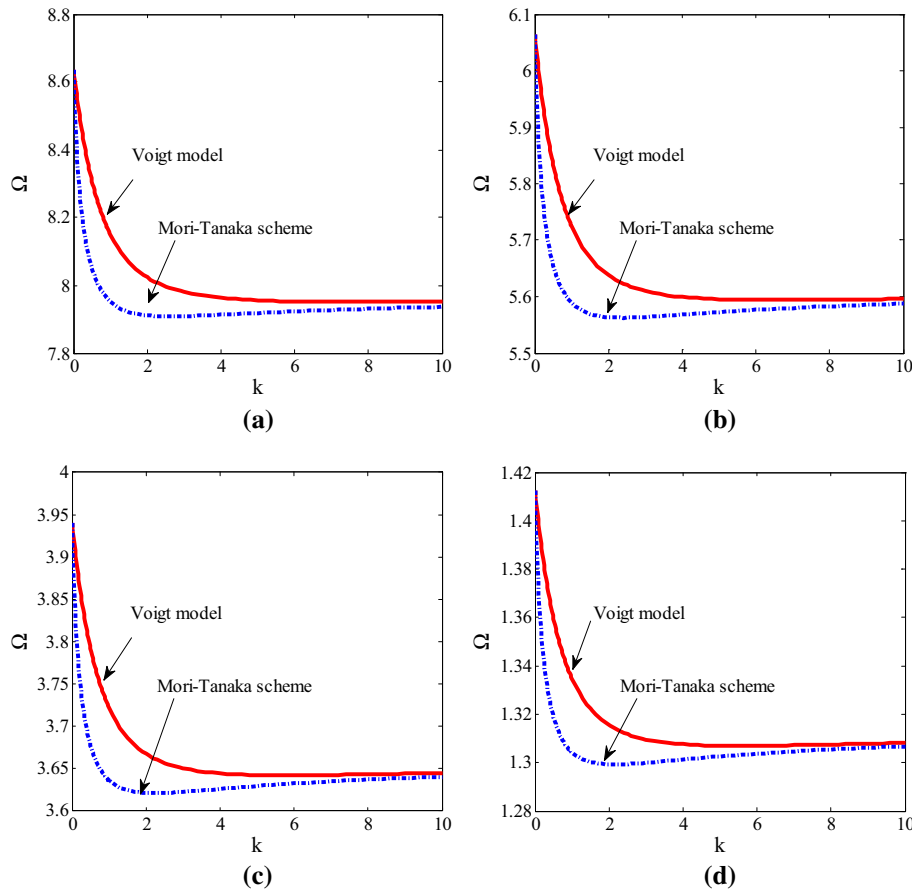 8.8
8.6
8.4
8.2
8
7.8
Ω
Voigt model
Mori-Tanaka scheme
0 2 4 6 8 10
k
(a)
6.1
6
5.9
5.8
5.7
5.6
5.5
Ω
Voigt model
Mori-Tanaka scheme
0 2 4 6 8 10
k
(b)
4
3.95
3.9
3.85
3.8
3.75
3.7
3.65
3.6
Ω
Voigt model
Mori-Tanaka scheme
0 2 4 6 8 10
k
(c)
1.42
1.4
1.38
1.36
1.34
1.32
1.3
1.28
Ω
Voigt model
Mori-Tanaka scheme
0 2 4 6 8 10
k
(d)